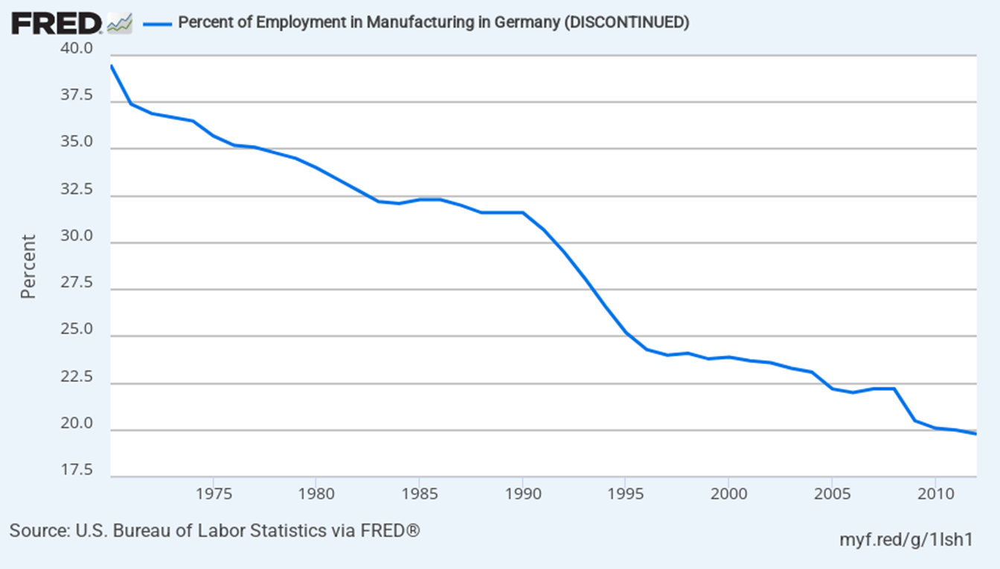 FRED
Percent of Employment in Manufacturing in Germany (DISCONTINUED)
40.0
37.5
35.0
32.5
30.0
27.5
25.0
22.5
20.0
17.5
Percent
1975 1980 1985 1990 1995 2000 2005 2010
Source: U.S. Bureau of Labor Statistics via FRED®
myf.red/g/1lsh1